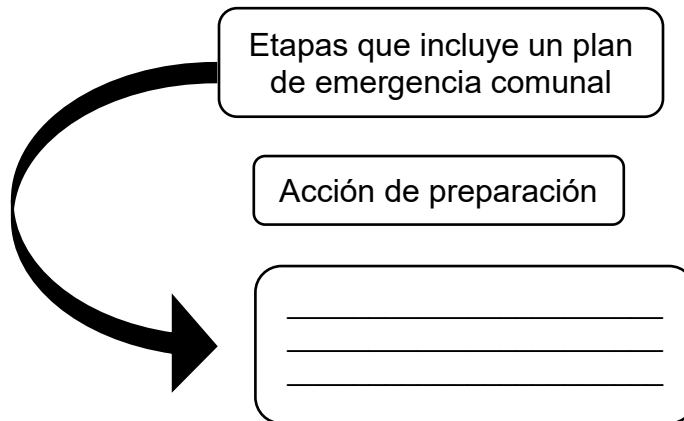 Etapas que incluye un plan
de emergencia comunal
Acción de preparación